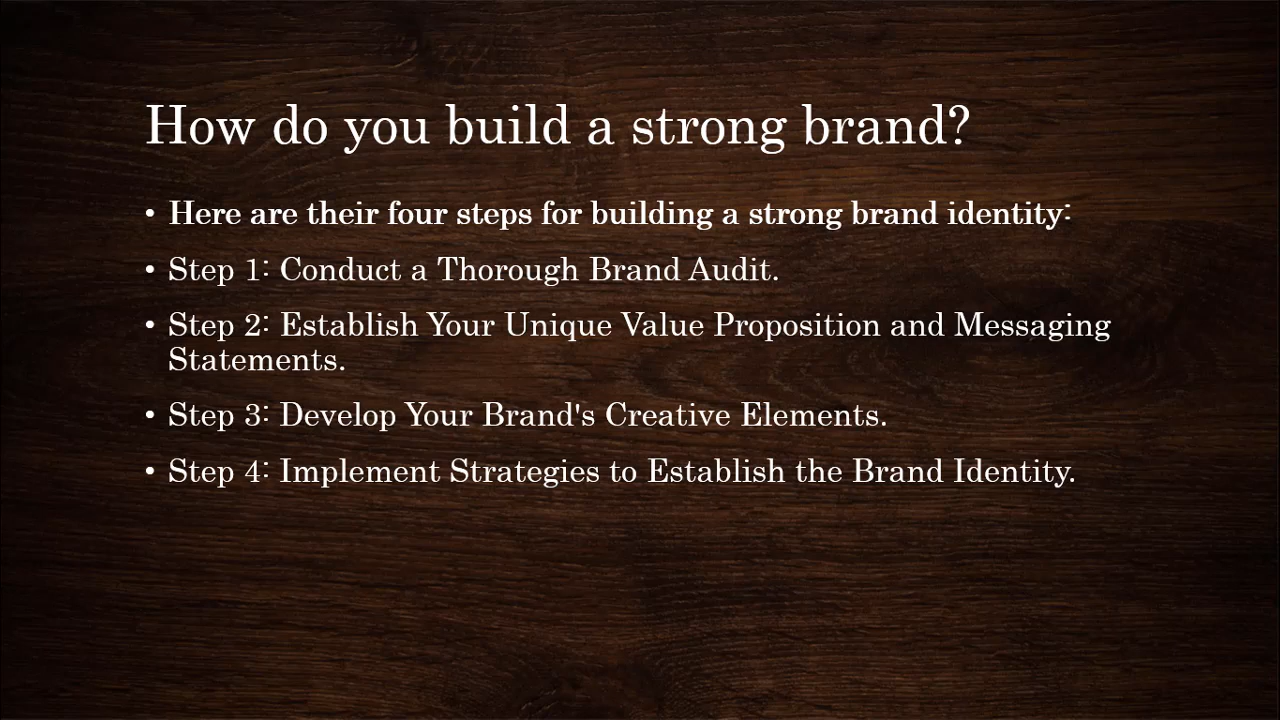 How do you build a strong brand?
• Here are their four steps for building a strong brand identity:
• Step 1: Conduct a Thorough Brand Audit.
• Step 2: Establish Your Unique Value Proposition and Messaging
Statements.
• Step 3: Develop Your Brand's Creative Elements.
• Step 4: Implement Strategies to Establish the Brand Identity.